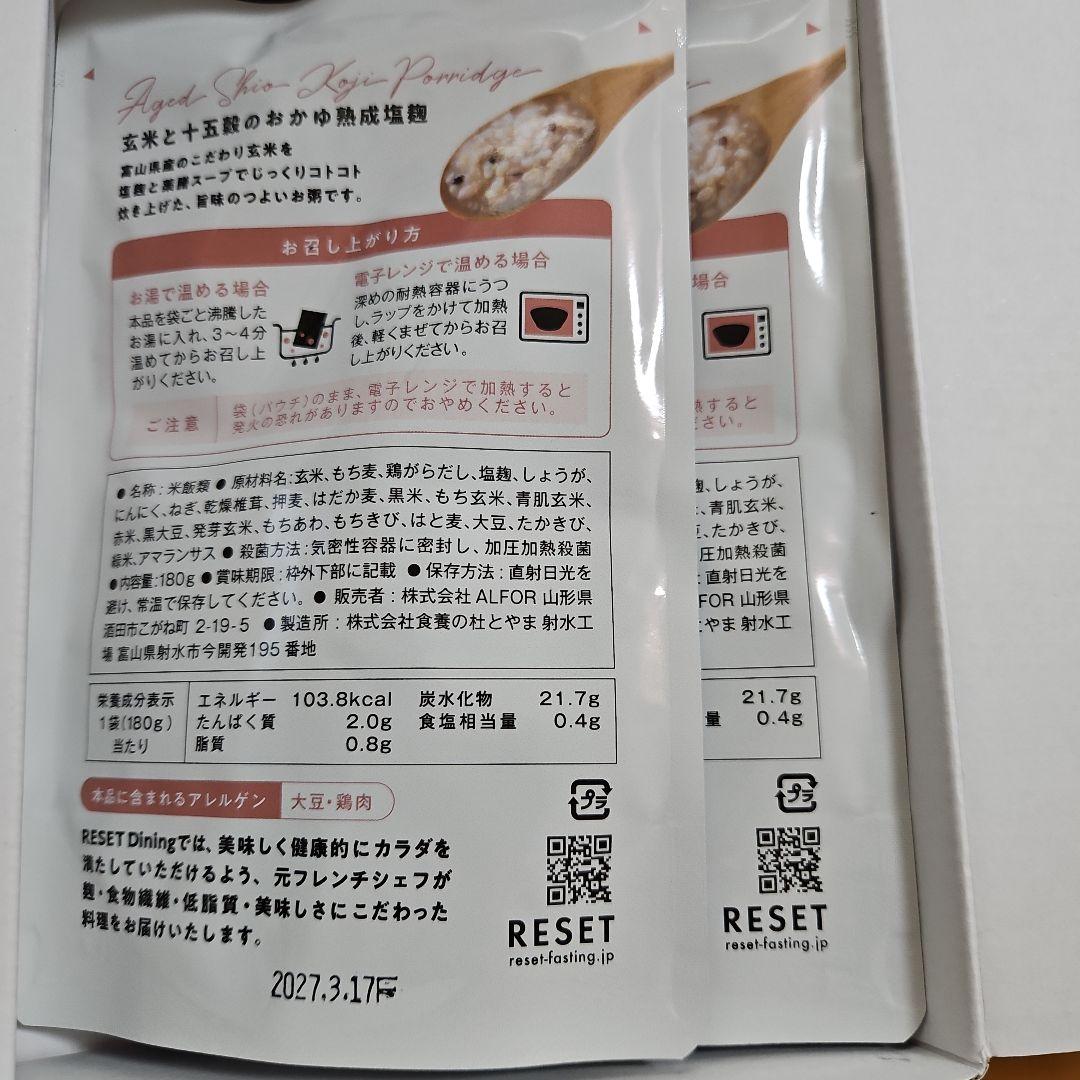 Aged Shio Koji Porridge
玄米と十五穀のおかゆ熟成塩麹
富山県産のこだわり玄米を
塩麹と薬膳スープでじっくりコトコト
炊き上げた、旨味のつよいお粥です。
お召し上がり方
お湯で温める場合
本品を袋ごと沸騰した
お湯に入れ、3〜4分
温めてからお召し上
がりください。
電子レンジで温める場合
深めの耐熱容器にうつ
し、ラップをかけて加熱
後、軽くまぜてからお召
し上がりください。
ご注意
袋(パウチ)のまま、電子レンジで加熱すると
発火の恐れがありますのでおやめください。
●名称:米飯類 ●原材料名:玄米、もち麦、鶏がらだし、塩麹、しょうが、
にんにく、ねぎ、乾燥椎茸、押麦、はだか麦、黒米、もち玄米、青肌玄米、
赤米、黒大豆、発芽玄米、もちあわ、もちきび、はと麦、大豆、たかきび、
緑米、アマランサス ●殺菌方法:気密性容器に密封し、加圧加熱殺菌
●内容量:180g ●賞味期限:枠外下部に記載 ●保存方法:直射日光を
避け、常温で保存してください。 ●販売者:株式会社 ALFOR 山形県
酒田市こがね町 2-19-5 ●製造所:株式会社食養の杜とやま 射水工
場 富山県射水市今開発195番地
栄養成分表示
1袋(180g)
当たり
エネルギー 103.8kcal 炭水化物 21.7g
たんぱく質 2.0g 食塩相当量 0.4g
脂質 0.8g
本品に含まれるアレルゲン 大豆・鶏肉
プラ
RESET Diningでは、美味しく健康的にカラダを
満たしていただけるよう、元フレンチシェフが
麹・食物繊維・低脂質・美味しさにこだわった
料理をお届けいたします。
RESET
reset-fasting.jp
2027.3.17
場合
熱すると
さい。
、しょうが、
、青肌玄米、
、たかきび、
圧加熱殺菌
:直射日光を
FOR 山形県
やま 射水工
21.7g
量 0.4g
プラ
RESET
reset-fasting.jp